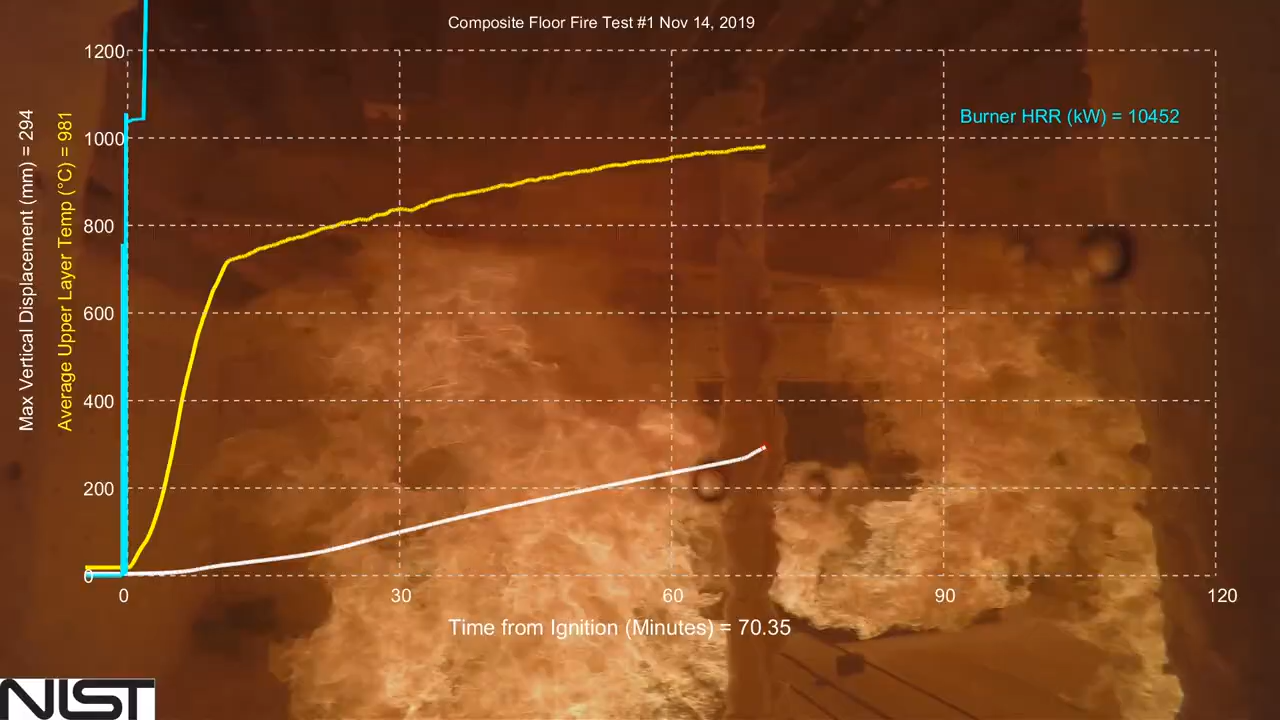 Composite Floor Fire Test #1 Nov 14, 2019
Burner HRR (kW) = 10452
Max Vertical Displacement (mm) = 294
Average Upper Layer Temp (°C) = 981
1200
1000
800
600
400
200
0
0 30 60 90 120
Time from Ignition (Minutes) = 70.35
NIST